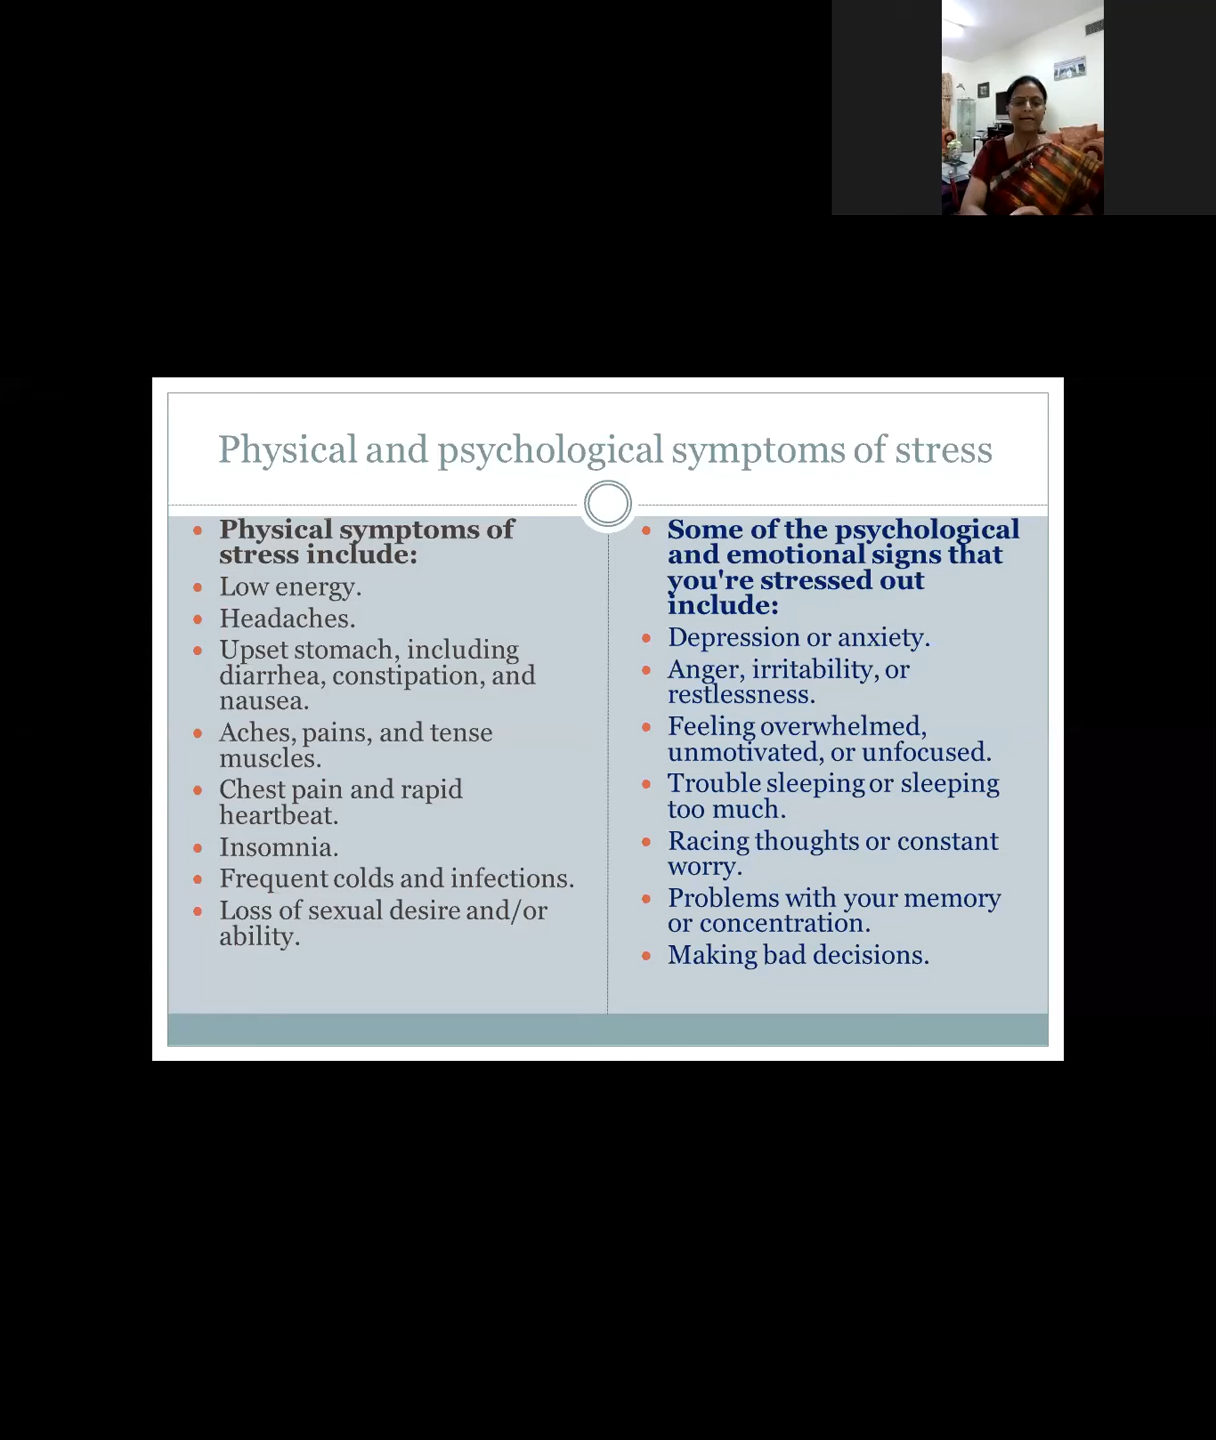 Physical and psychological symptoms of stress
Physical symptoms of
stress include:
Low energy.
Headaches.
Upset stomach, including
diarrhea, constipation, and
nausea.
Aches, pains, and tense
muscles.
Chest pain and rapid
heartbeat.
Insomnia.
Frequent colds and infections.
Loss of sexual desire and/or
ability.
Some of the psychological
and emotional signs that
you're stressed out
include:
Depression or anxiety.
Anger, irritability, or
restlessness.
Feeling overwhelmed,
unmotivated, or unfocused.
Trouble sleeping or sleeping
too much.
Racing thoughts or constant
worry.
Problems with your memory
or concentration.
Making bad decisions.